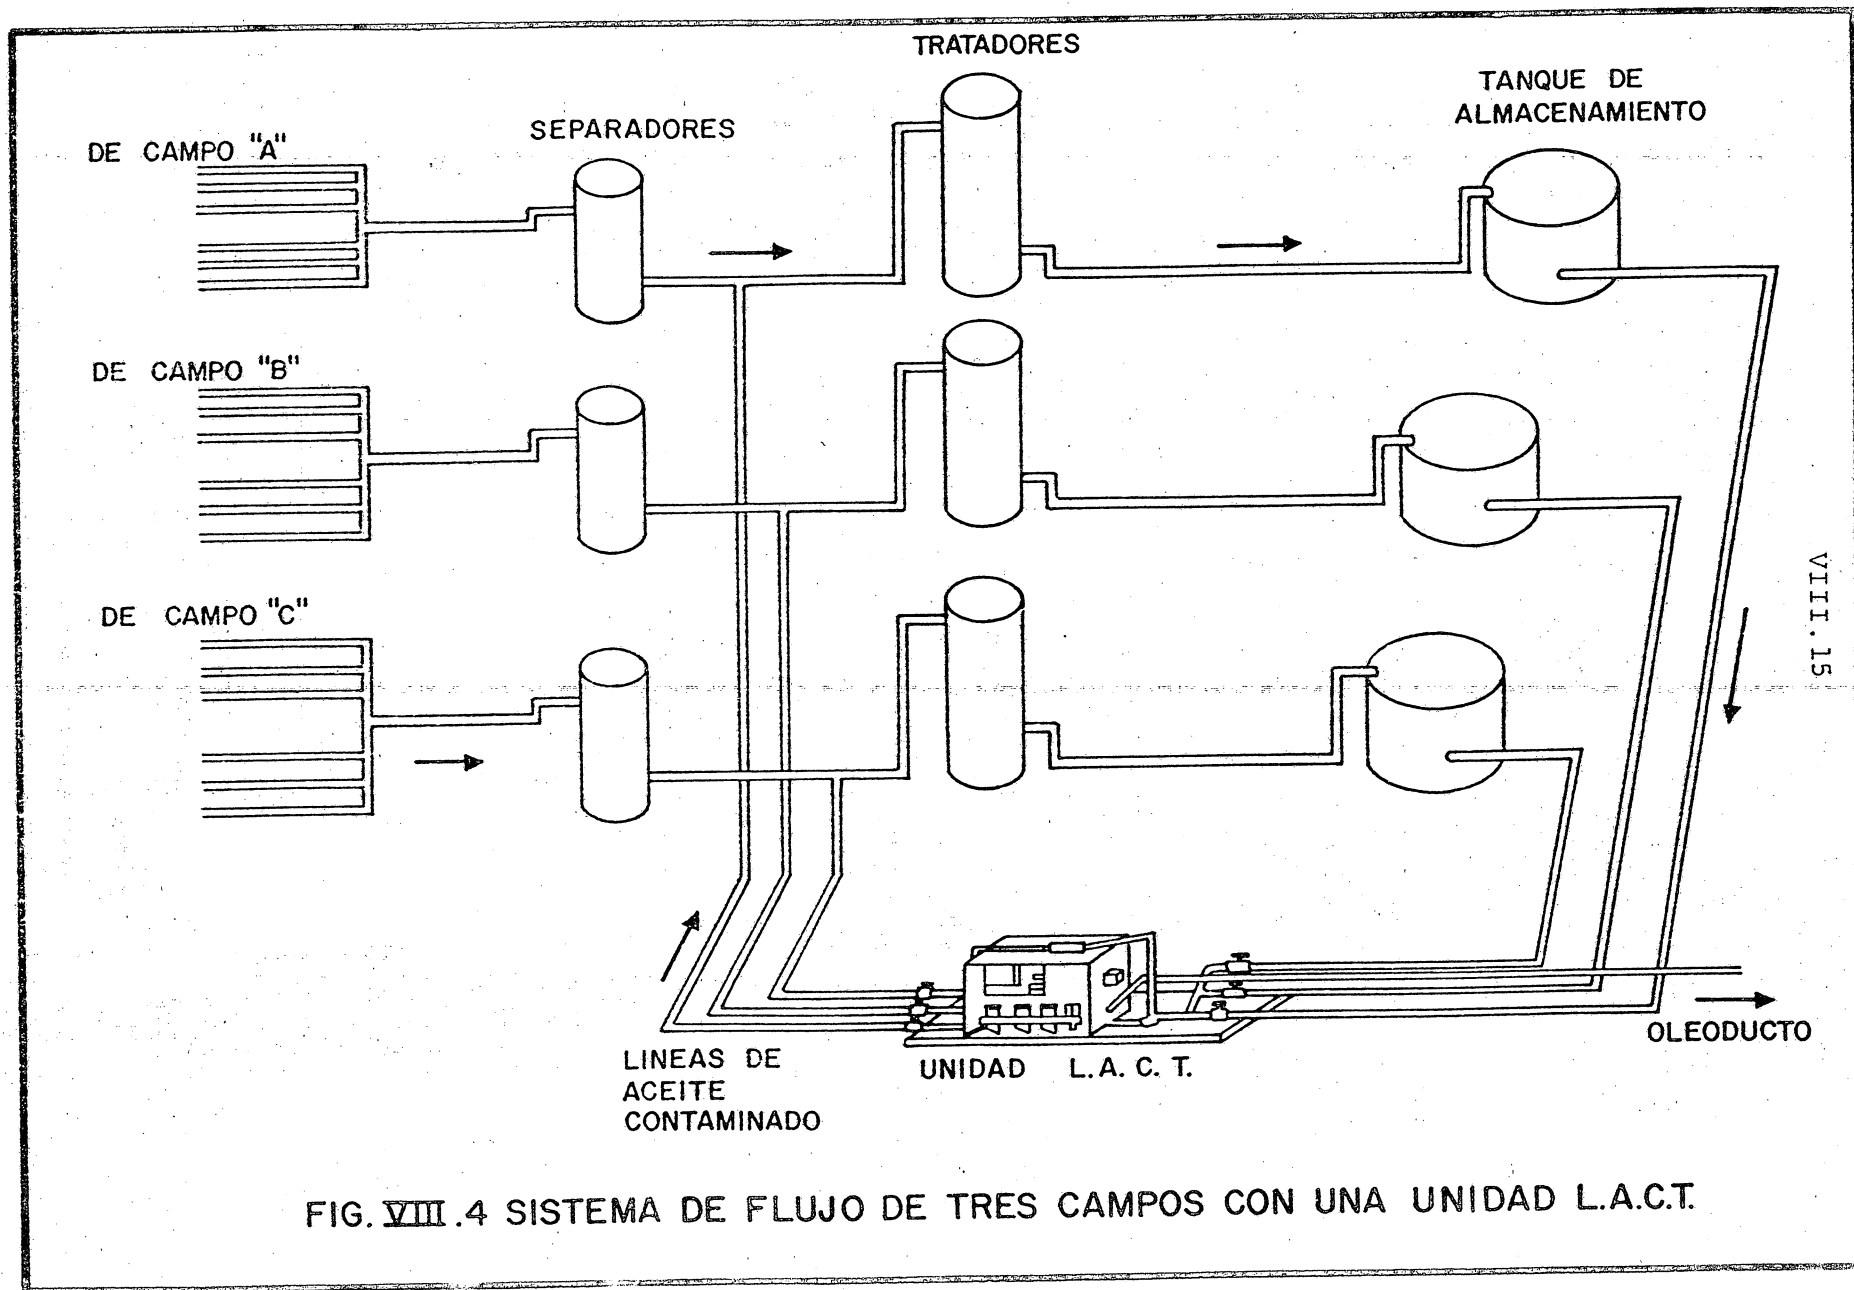 TRATADORES
TANQUE DE
ALMACENAMIENTO
SEPARADORES
DE CAMPO "A"
DE CAMPO "B"
DE CAMPO "C"
VIII.15
OLEODUCTO
LINEAS DE
ACEITE
CONTAMINADO
UNIDAD L.A.C.T.
FIG. VIII.4 SISTEMA DE FLUJO DE TRES CAMPOS CON UNA UNIDAD L.A.C.T.